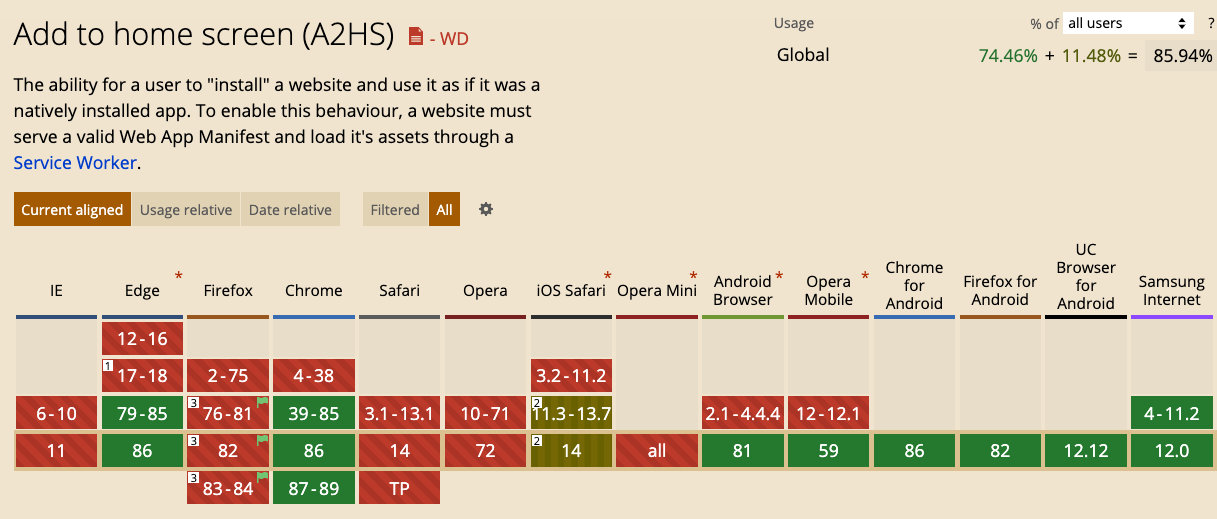 Add to home screen (A2HS) - WD
Usage % of all users ?
Global 74.46% + 11.48% = 85.94%
The ability for a user to "install" a website and use it as if it was a
natively installed app. To enable this behaviour, a website must
serve a valid Web App Manifest and load it's assets through a
Service Worker.
Current aligned Usage relative Date relative Filtered All
IE Edge * Firefox Chrome Safari Opera iOS Safari * Opera Mini * Android Browser * Opera Mobile * Chrome for Android Firefox for Android UC Browser for Android Samsung Internet
12-16
1 17-18 2-75 4-38 3.2-11.2
6-10 79-85 3 76-81 39-85 3.1-13.1 10-71 2 11.3-13.7 2.1-4.4.4 12-12.1 4-11.2
11 86 3 82 86 14 72 2 14 all 81 59 86 82 12.12 12.0
3 83-84 87-89 TP